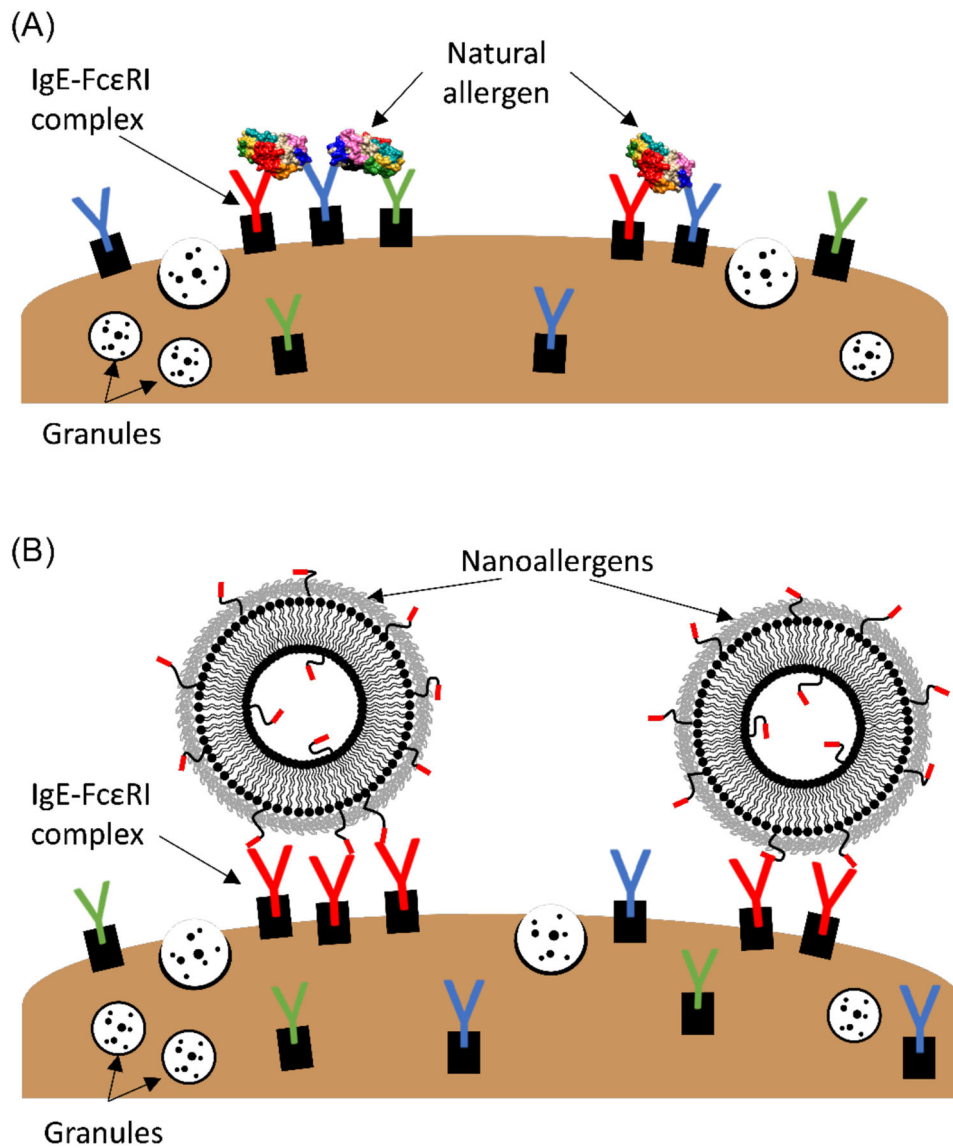 (A)
IgE-FcεRI
complex
Natural
allergen
Granules
(B)
Nanoallergens
IgE-FcεRI
complex
Granules